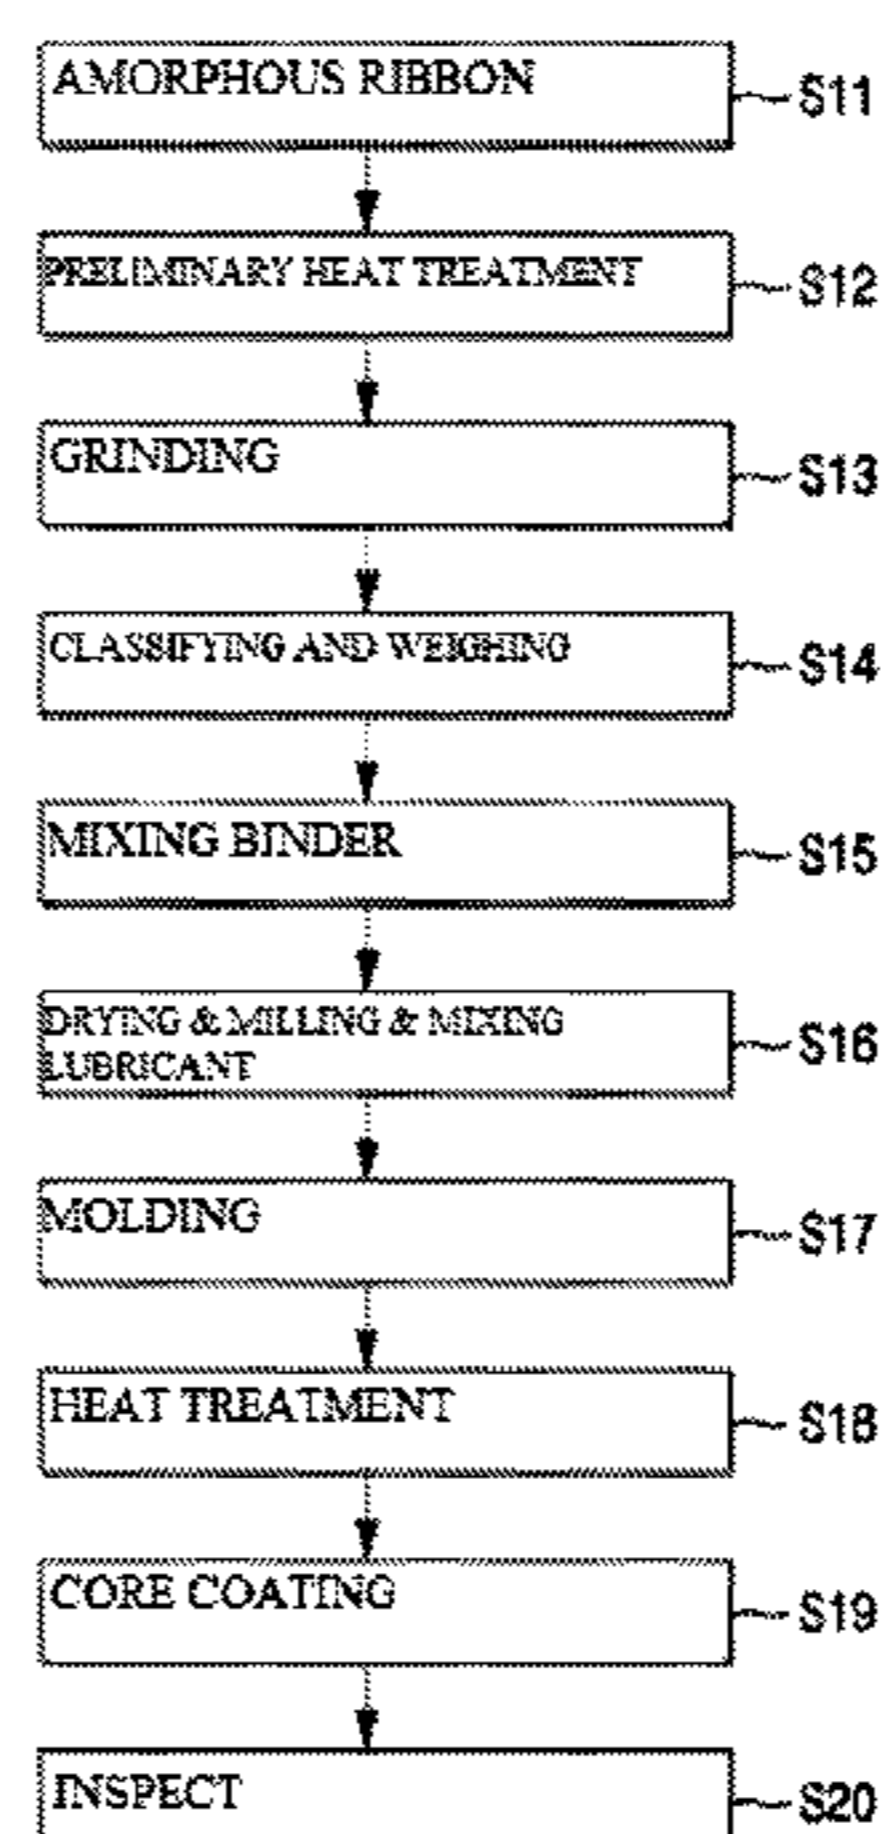 AMORPHOUS RIBBON
S11
PRELIMINARY HEAT TREATMENT
S12
GRINDING
S13
CLASSIFYING AND WEIGHING
S14
MIXING BINDER
S15
DRYING & MILLING & MIXING
LUBRICANT
S16
MOLDING
S17
HEAT TREATMENT
S18
CORE COATING
S19
INSPECT
S20